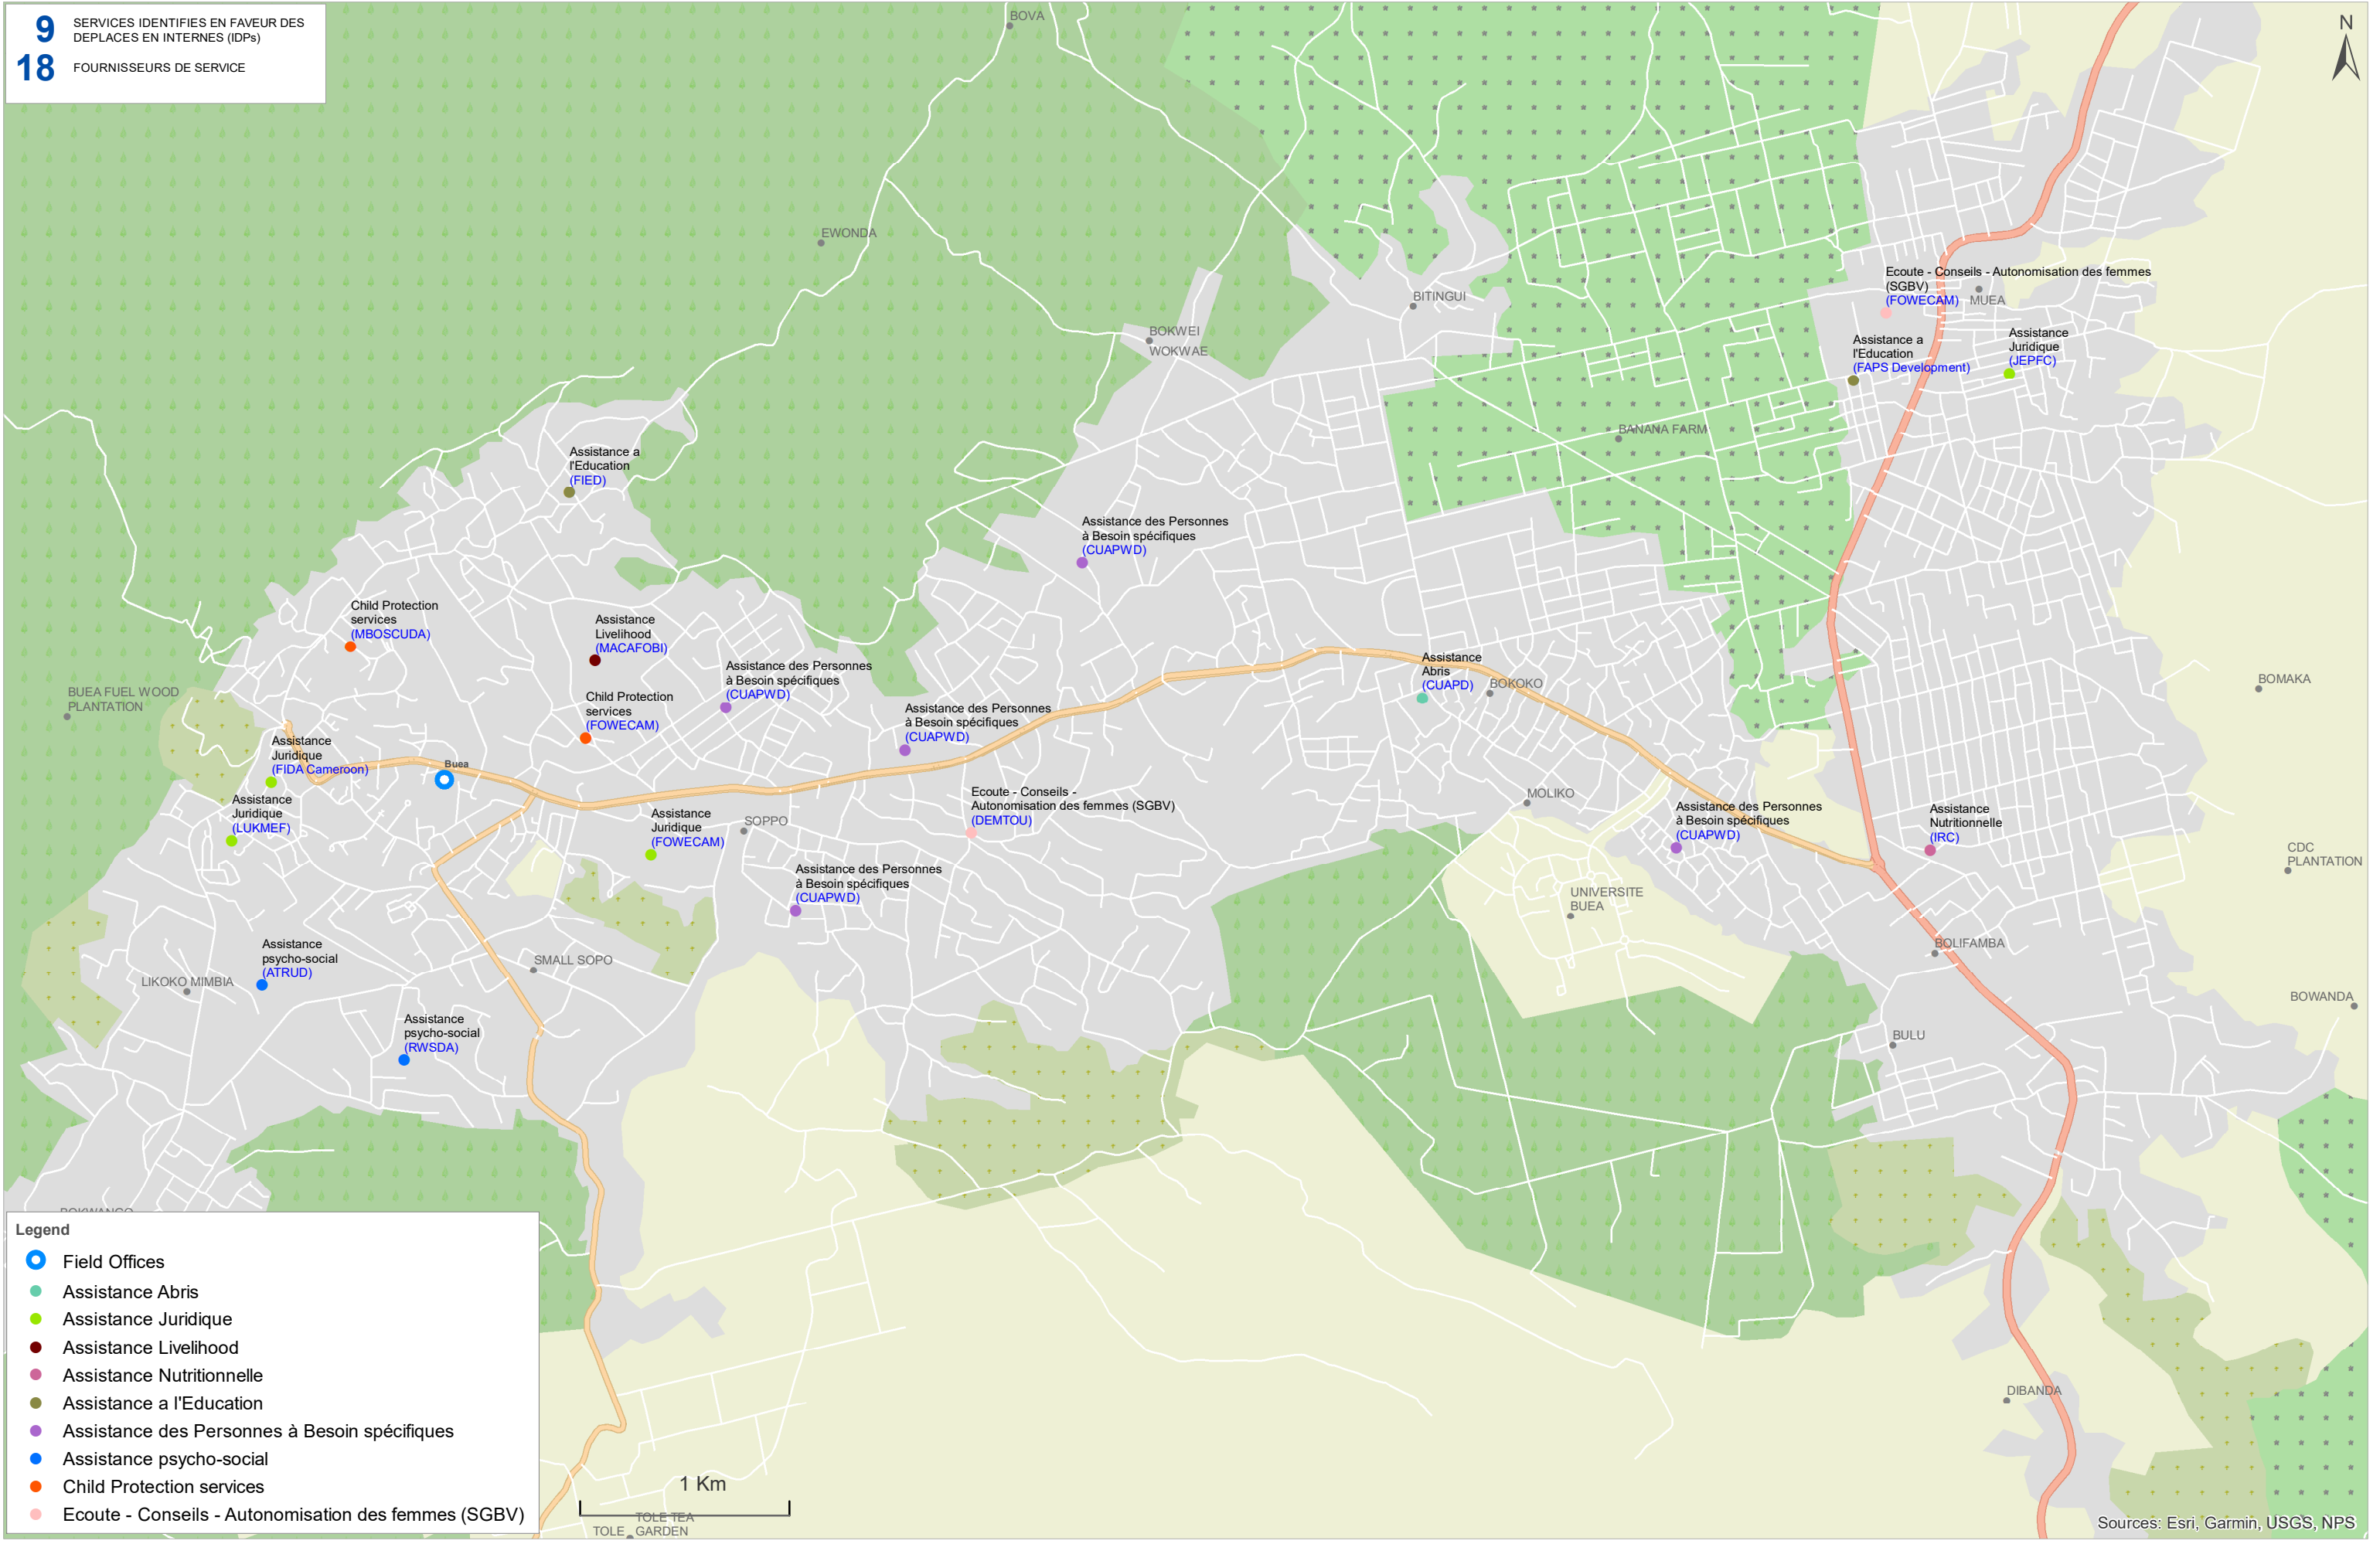 9 SERVICES IDENTIFIES EN FAVEUR DES
DEPLACES EN INTERNES (IDPs)
18 FOURNISSEURS DE SERVICE
N
BOVA
EWONDA
BITINGUI
BOKWEI
WOKWAE
Ecoute - Conseils - Autonomisation des femmes
(SGBV)
(FOWECAM)
MUEA
Assistance a
l'Education
(FAPS Development)
Assistance
Juridique
(JEPFC)
BANANA FARM
Assistance a
l'Education
(FIED)
Assistance des Personnes
à Besoin spécifiques
(CUAPWD)
Child Protection
services
(MBOSCUDA)
Assistance
Livelihood
(MACAFOBI)
Assistance des Personnes
à Besoin spécifiques
(CUAPWD)
Child Protection
services
(FOWECAM)
Assistance des Personnes
à Besoin spécifiques
(CUAPWD)
Assistance
Abris
(CUAPD)
BOKOKO
BOMAKA
BUEA FUEL WOOD
PLANTATION
Assistance
Juridique
(FIDA Cameroon)
Buea
Assistance
Juridique
(LUKMEF)
Assistance
Juridique
(FOWECAM)
SOPPO
Ecoute - Conseils -
Autonomisation des femmes (SGBV)
(DEMTOU)
MOLIKO
Assistance des Personnes
à Besoin spécifiques
(CUAPWD)
Assistance
Nutritionnelle
(IRC)
CDC
PLANTATION
Assistance des Personnes
à Besoin spécifiques
(CUAPWD)
UNIVERSITE
BUEA
BOLIFAMBA
Assistance
psycho-social
(ATRUD)
SMALL SOPO
LIKOKO MIMBIA
BOWANDA
Assistance
psycho-social
(RWSDA)
BULU
BOKWANGO
DIBANDA
Legend
Field Offices
Assistance Abris
Assistance Juridique
Assistance Livelihood
Assistance Nutritionnelle
Assistance a l'Education
Assistance des Personnes à Besoin spécifiques
Assistance psycho-social
Child Protection services
Ecoute - Conseils - Autonomisation des femmes (SGBV)
1 Km
TOLE
TOLE TEA
GARDEN
Sources: Esri, Garmin, USGS, NPS